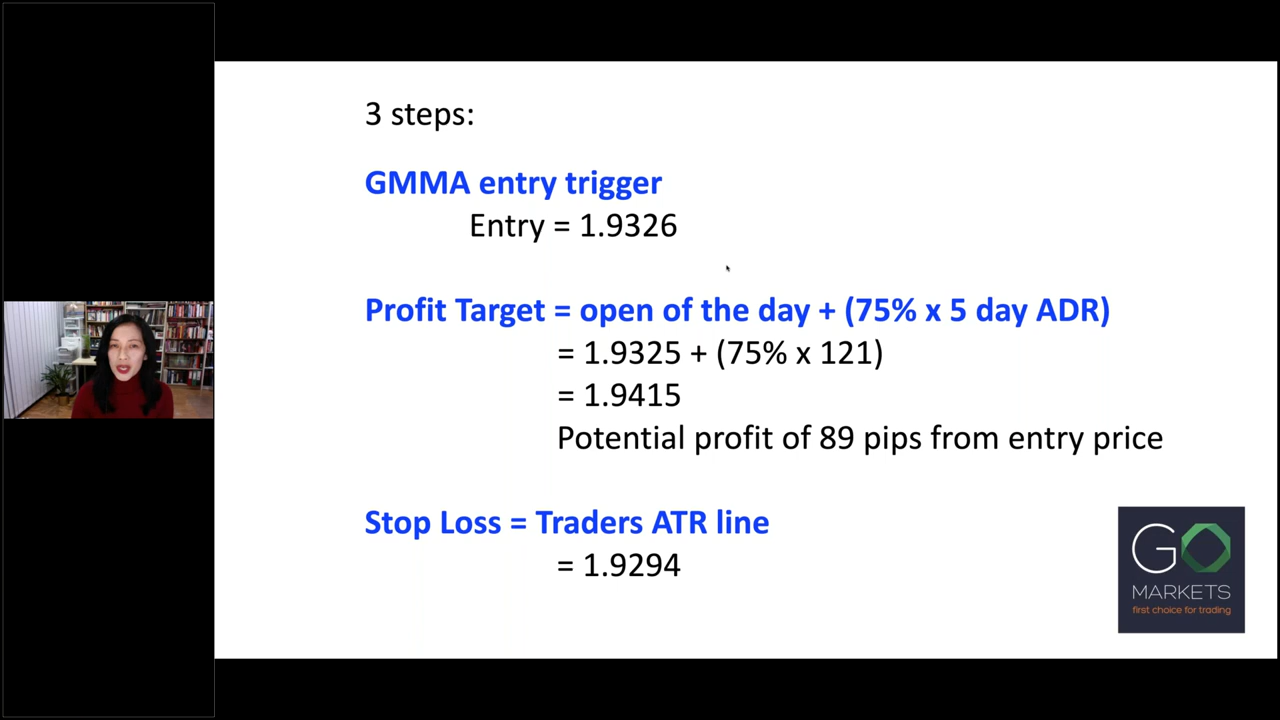 3 steps:
GMMA entry trigger
Entry = 1.9326
Profit Target = open of the day + (75% x 5 day ADR)
= 1.9325 + (75% x 121)
= 1.9415
Potential profit of 89 pips from entry price
Stop Loss = Traders ATR line
= 1.9294
GO
MARKETS
first choice for trading